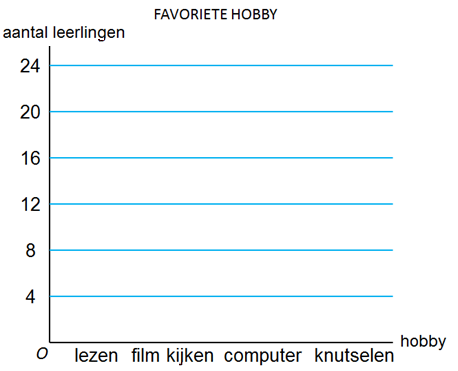 FAVORIETE HOBBY
aantal leerlingen
24
20
16
12
8
4
O
lezen film kijken computer knutselen
hobby